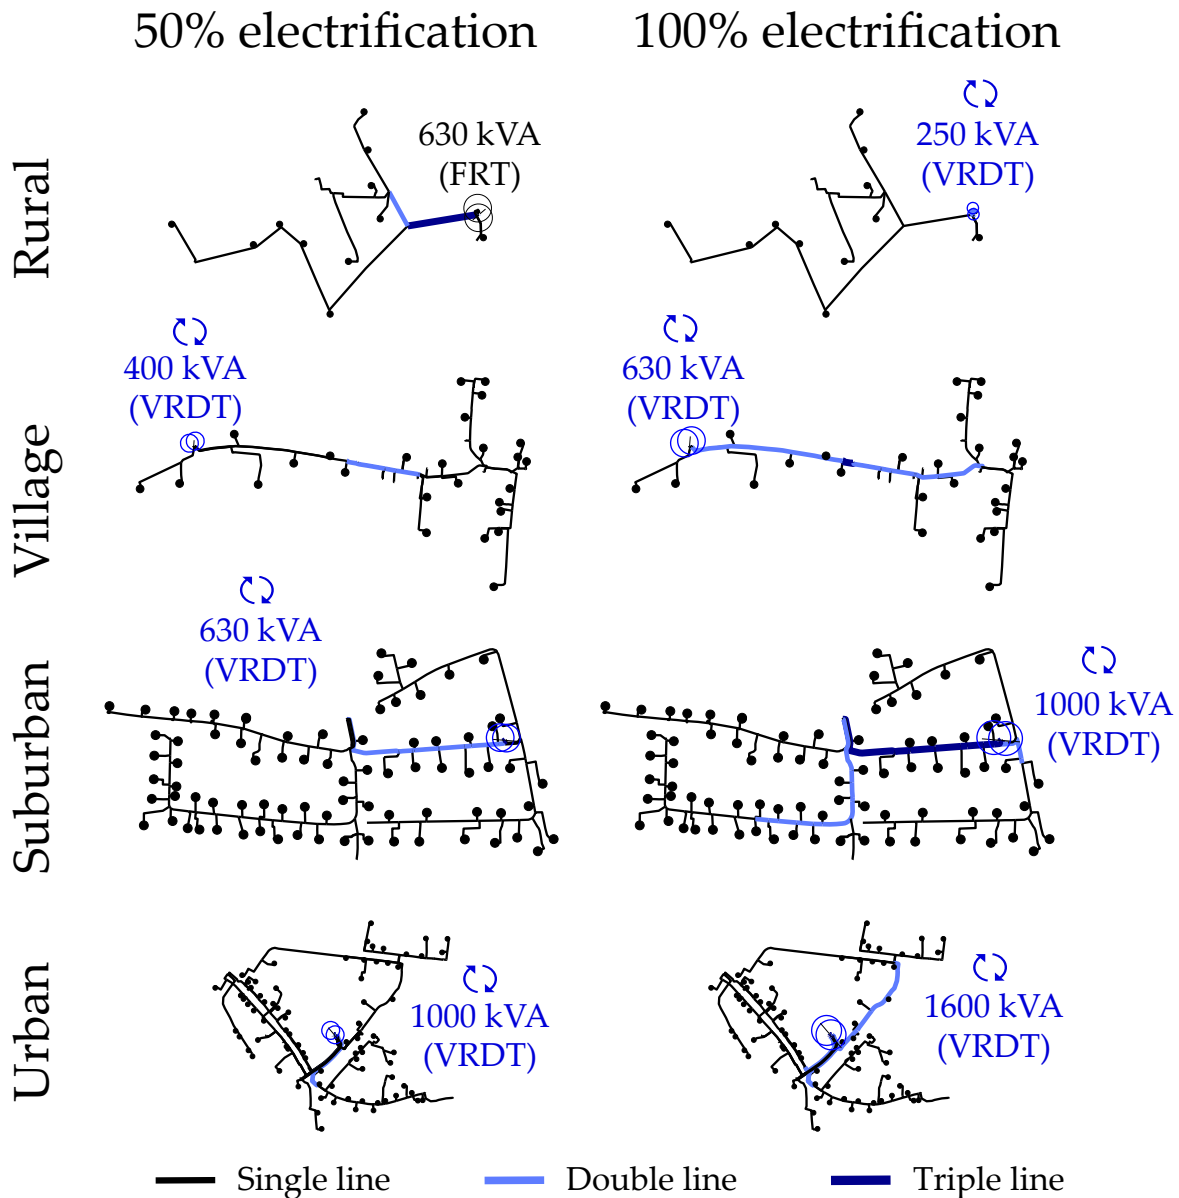 50% electrification
100% electrification
Rural
630 kVA
(FRT)
250 kVA
(VRDT)
Village
400 kVA
(VRDT)
630 kVA
(VRDT)
Suburban
630 kVA
(VRDT)
1000 kVA
(VRDT)
Urban
1000 kVA
(VRDT)
1600 kVA
(VRDT)
Single line
Double line
Triple line